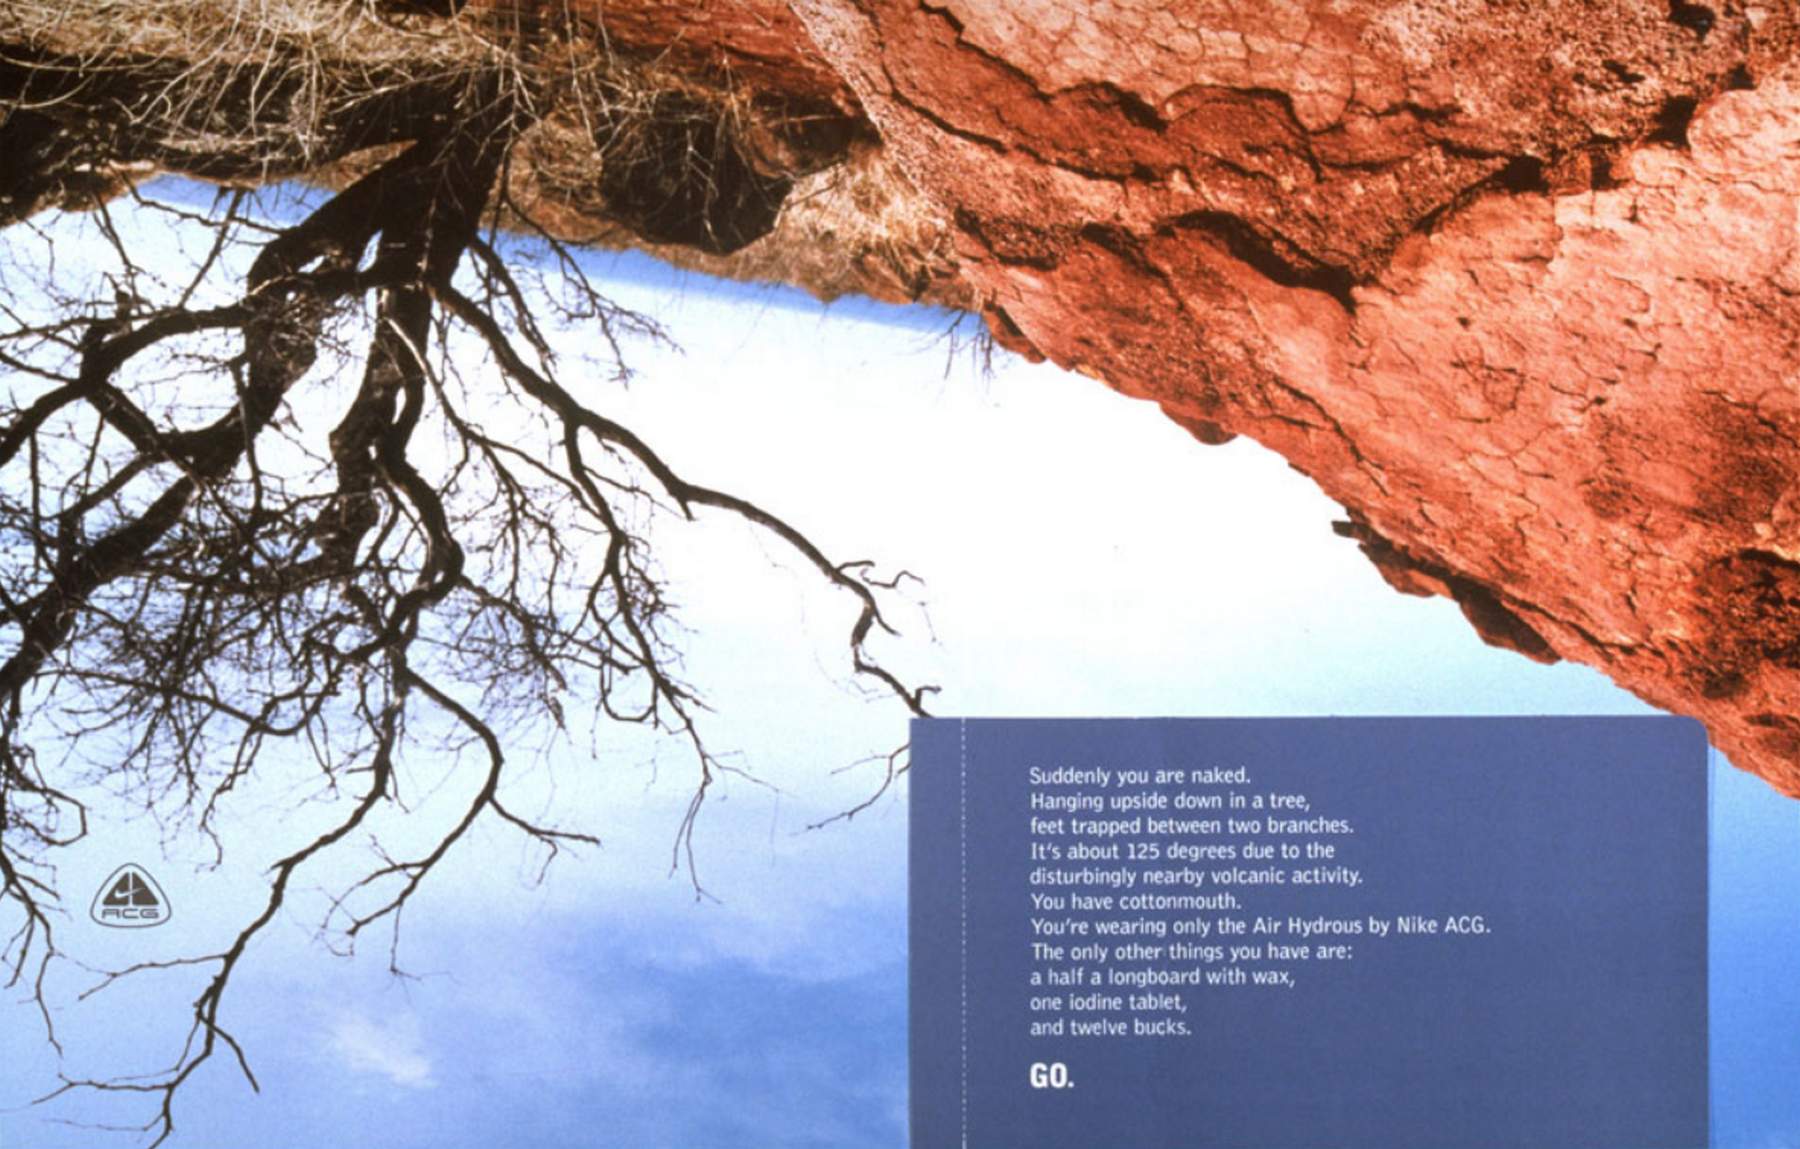 Suddenly you are naked.
Hanging upside down in a tree,
feet trapped between two branches.
It's about 125 degrees due to the
disturbingly nearby volcanic activity.
You have cottonmouth.
You're wearing only the Air Hydrous by Nike ACG.
The only other things you have are:
a half a longboard with wax,
one iodine tablet,
and twelve bucks.
GO.
ACG